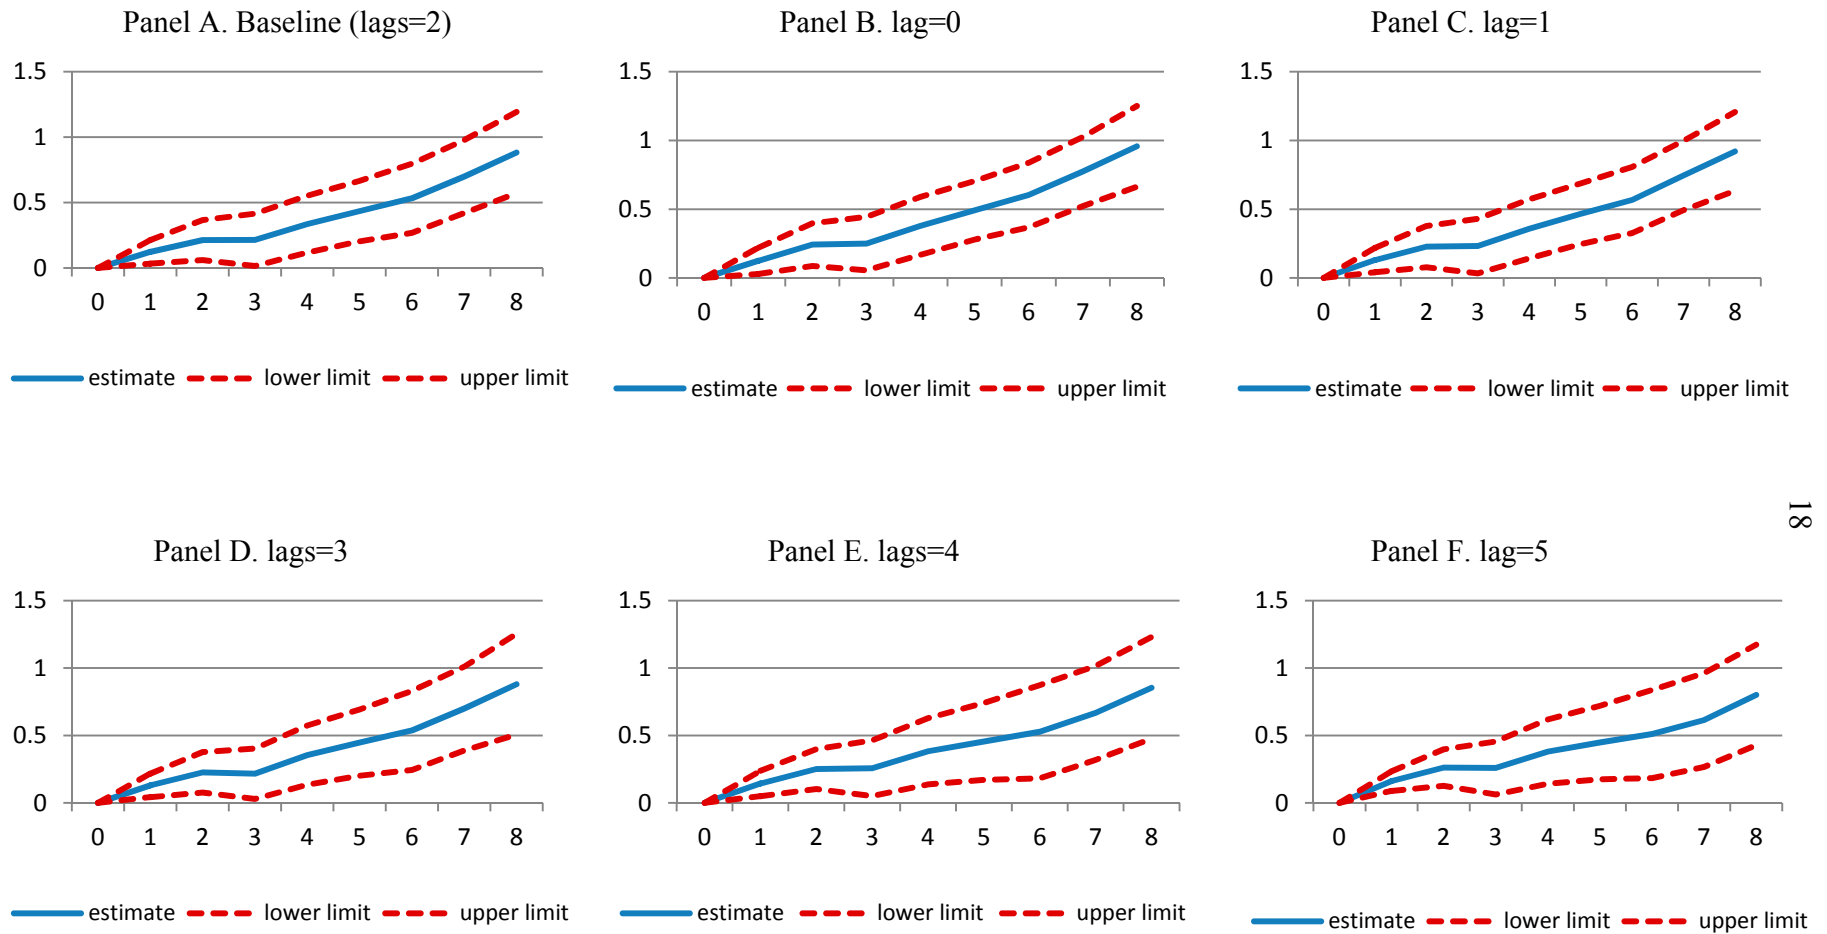 Panel A. Baseline (lags=2)
1.5
1
0.5
0
0 1 2 3 4 5 6 7 8
estimate lower limit upper limit
Panel B. lag=0
1.5
1
0.5
0
0 1 2 3 4 5 6 7 8
estimate lower limit upper limit
Panel C. lag=1
1.5
1
0.5
0
0 1 2 3 4 5 6 7 8
estimate lower limit upper limit
18
Panel D. lags=3
1.5
1
0.5
0
0 1 2 3 4 5 6 7 8
estimate lower limit upper limit
Panel E. lags=4
1.5
1
0.5
0
0 1 2 3 4 5 6 7 8
estimate lower limit upper limit
Panel F. lag=5
1.5
1
0.5
0
0 1 2 3 4 5 6 7 8
estimate lower limit upper limit